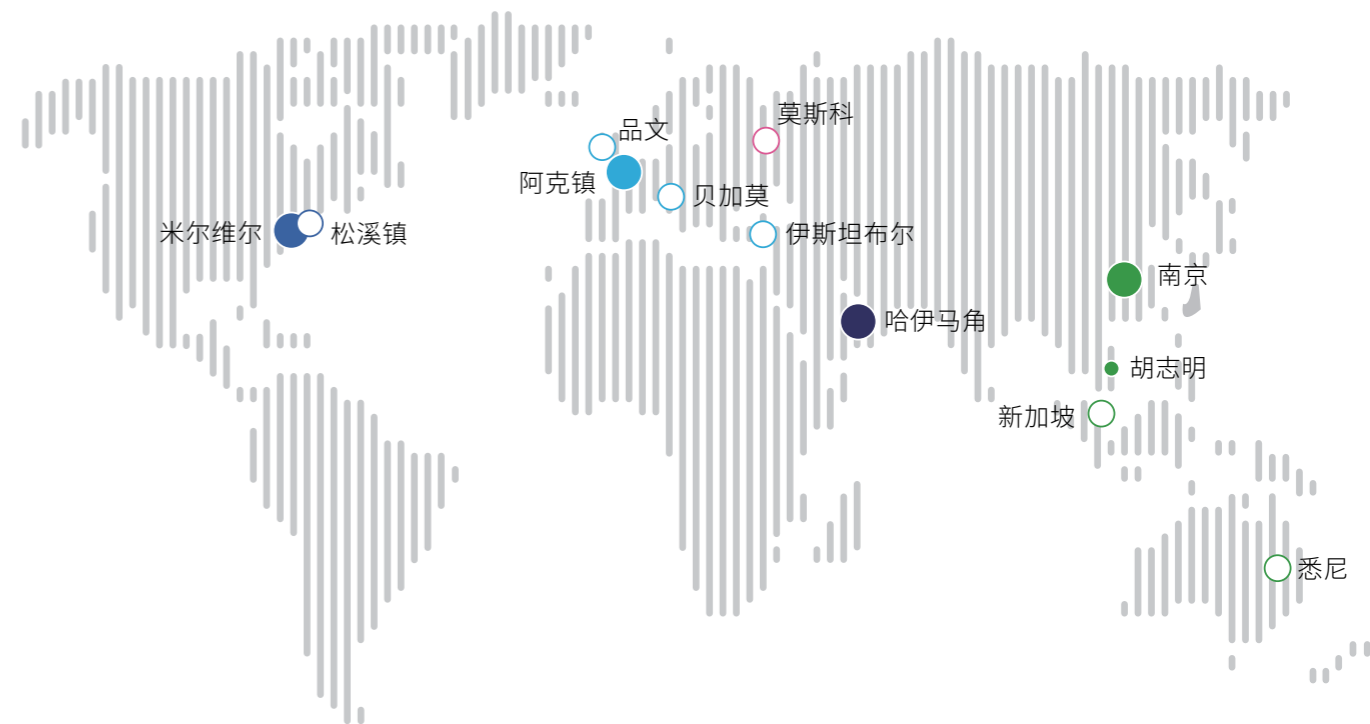 莫斯科
品文
阿克镇
贝加莫
米尔维尔
松溪镇
伊斯坦布尔
南京
哈伊马角
胡志明
新加坡
悉尼